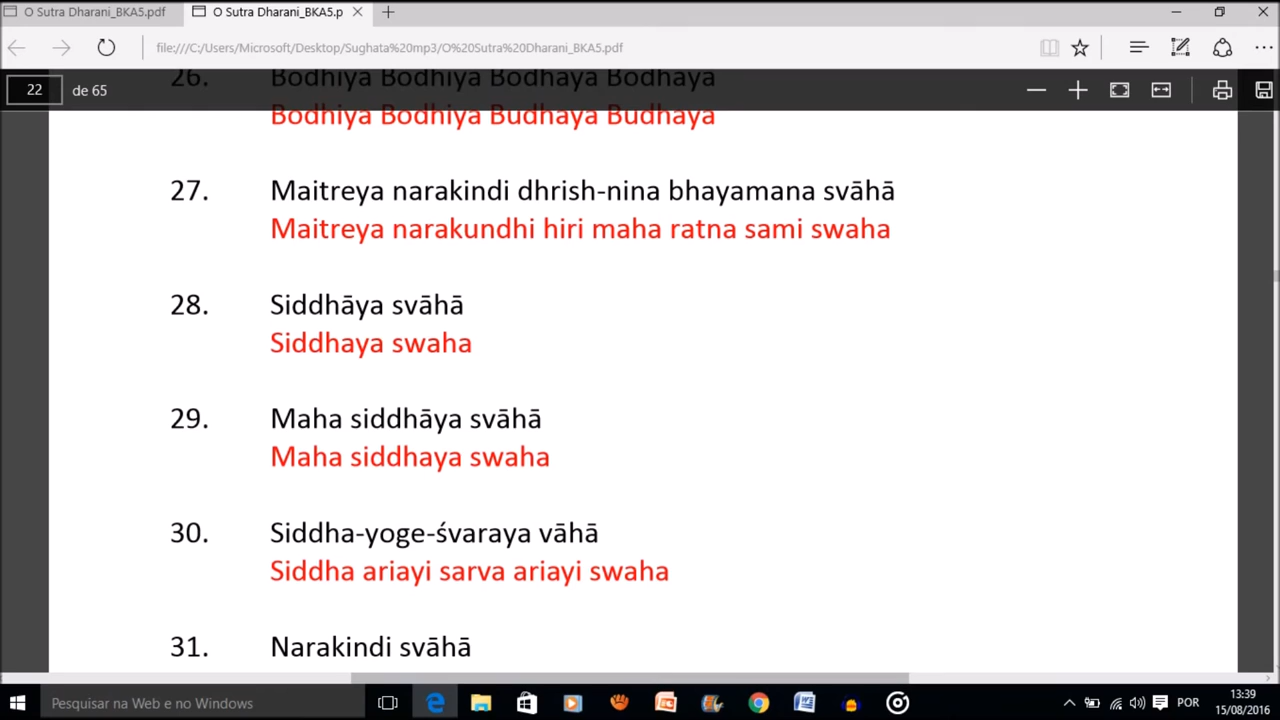 O Sutra Dharani_BKA5.pdf
O Sutra Dharani_BKA5.p
file:///C:/Users/Microsoft/Desktop/Sughata%20mp3/O%20Sutra%20Dharani_BKA5.pdf
26. Bodhiya Bodhiya Bodhaya Bodhaya
22 de 65
Bodhiya Bodhiya Budhaya Budhaya
27. Maitreya narakindi dhrish-nina bhayamana svāhā
Maitreya narakundhi hiri maha ratna sami swaha
28. Siddhāya svāhā
Siddhaya swaha
29. Maha siddhāya svāhā
Maha siddhaya swaha
30. Siddha-yoge-śvaraya vāhā
Siddha ariayi sarva ariayi swaha
31. Narakindi svāhā
Pesquisar na Web e no Windows
POR
13:39
15/08/2016